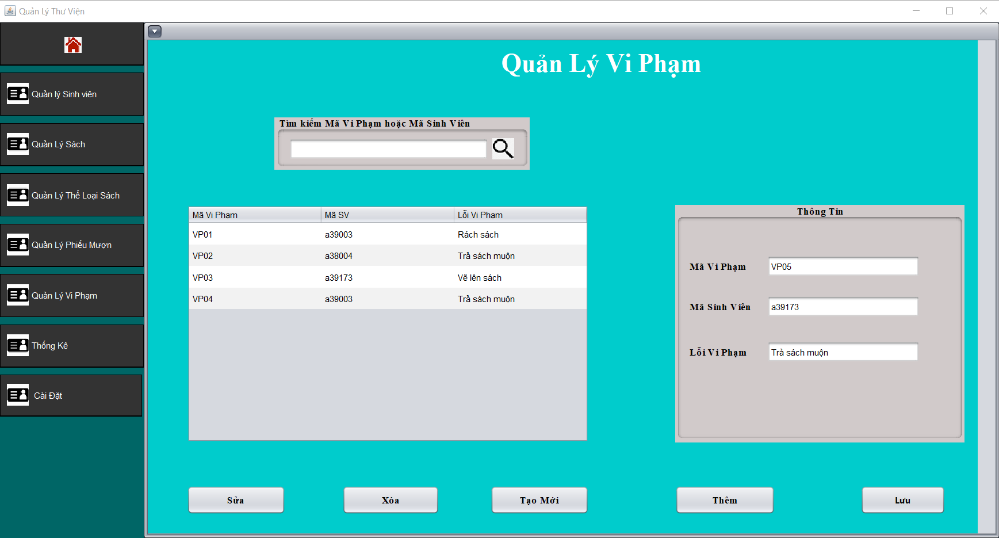 Quản Lý Thư Viện
Quản lý Sinh viên
Quản Lý Sách
Quản Lý Thể Loại Sách
Quản Lý Phiếu Mượn
Quản Lý Vi Phạm
Thống Kê
Cài Đặt
Quản Lý Vi Phạm
Tìm kiếm Mã Vi Phạm hoặc Mã Sinh Viên
Mã Vi Phạm Mã SV Lỗi Vi Phạm
VP01 a39003 Rách sách
VP02 a38004 Trả sách muộn
VP03 a39173 Vẽ lên sách
VP04 a39003 Trả sách muộn
Thông Tin
Mã Vi Phạm VP05
Mã Sinh Viên a39173
Lỗi Vi Phạm Trả sách muộn
Sửa Xóa Tạo Mới Thêm Lưu